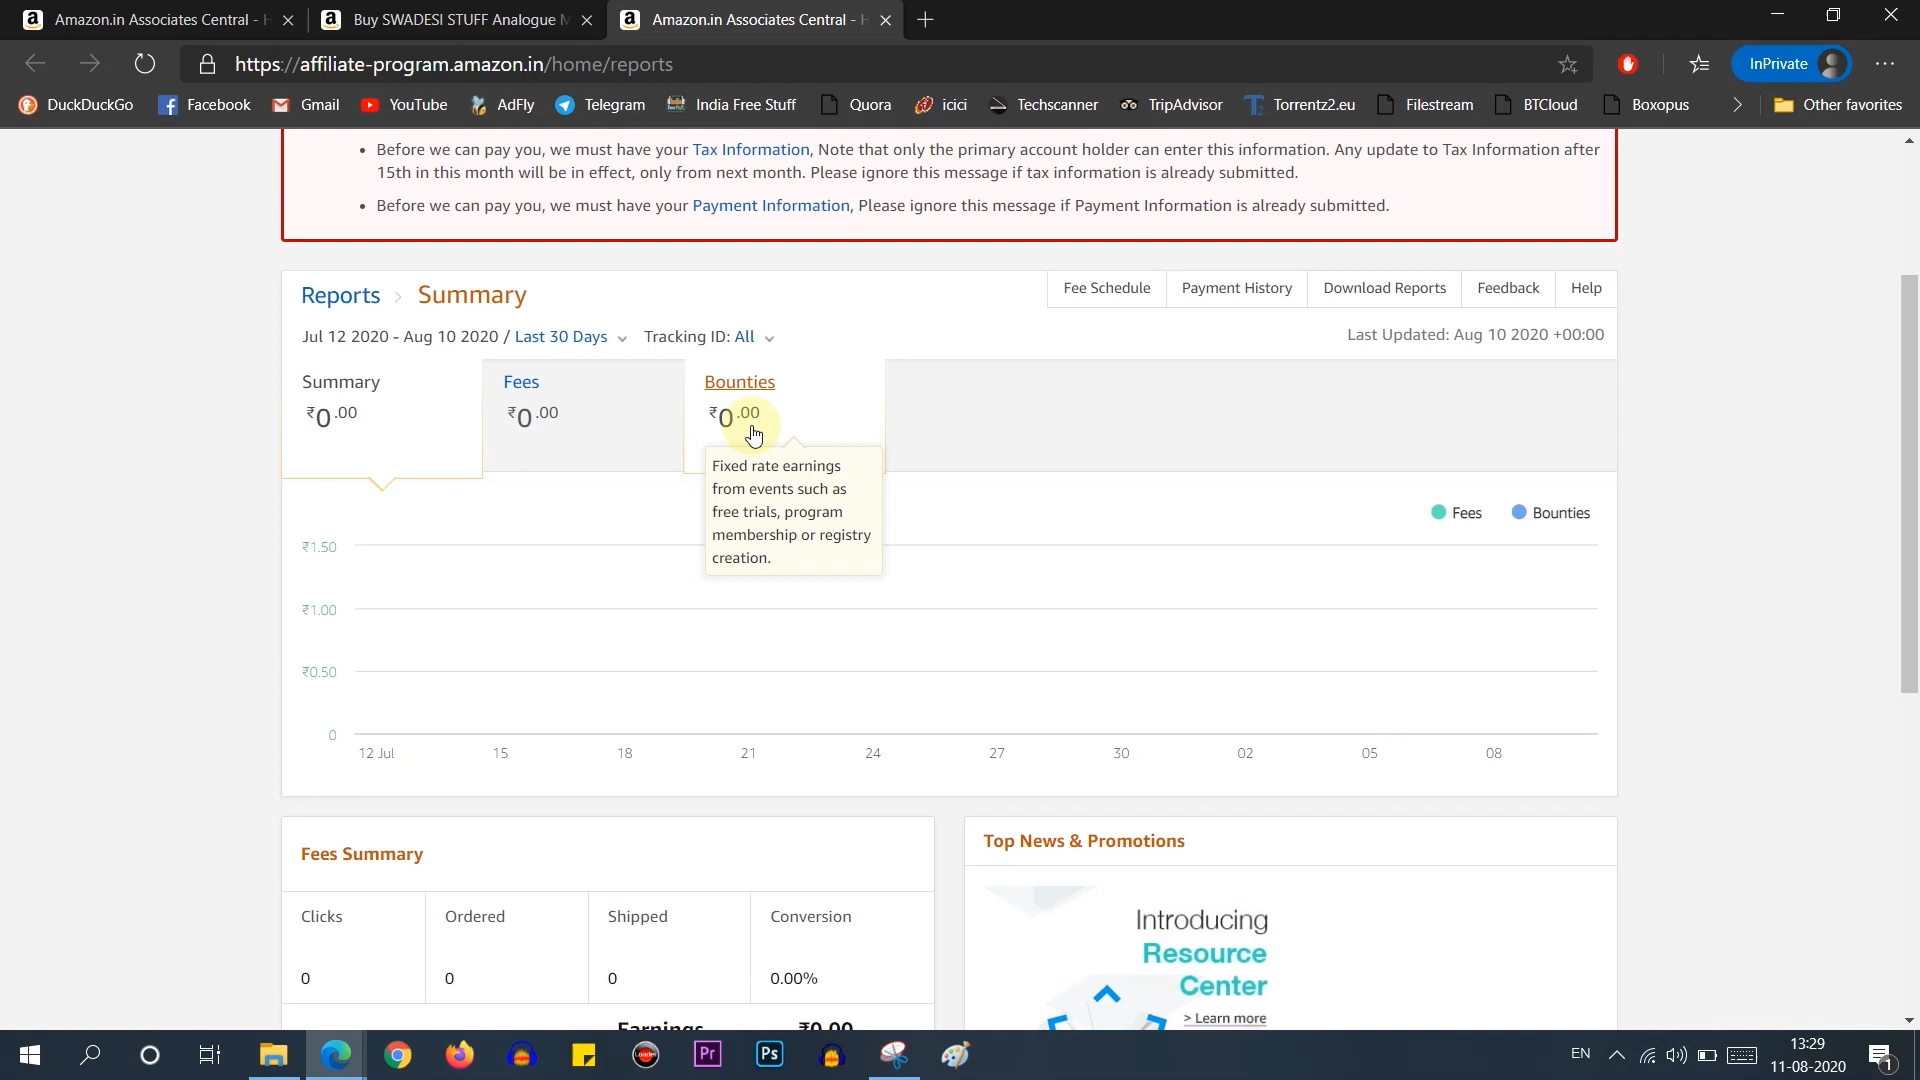 Amazon.in Associates Central - H
Buy SWADESI STUFF Analogue M
Amazon.in Associates Central - H
https://affiliate-program.amazon.in/home/reports
InPrivate
DuckDuckGo
Facebook
Gmail
YouTube
AdFly
Telegram
India Free Stuff
Quora
icici
Techscanner
TripAdvisor
Torrentz2.eu
Filestream
BTCloud
Boxopus
Other favorites
• Before we can pay you, we must have your Tax Information, Note that only the primary account holder can enter this information. Any update to Tax Information after
15th in this month will be in effect, only from next month. Please ignore this message if tax information is already submitted.
• Before we can pay you, we must have your Payment Information, Please ignore this message if Payment Information is already submitted.
Reports > Summary
Fee Schedule
Payment History
Download Reports
Feedback
Help
Jul 12 2020 - Aug 10 2020 / Last 30 Days
Tracking ID: All
Last Updated: Aug 10 2020 +00:00
Summary
₹0.00
Fees
₹0.00
Bounties
₹0.00
Fixed rate earnings
from events such as
free trials, program
membership or registry
creation.
Fees
Bounties
₹1.50
₹1.00
₹0.50
0
12 Jul
15
18
21
24
27
30
02
05
08
Fees Summary
Clicks
Ordered
Shipped
Conversion
0
0
0
0.00%
Earnings
₹0.00
Top News & Promotions
Introducing
Resource
Center
> Learn more
Loader
Pr
Ps
EN
13:29
11-08-2020
1